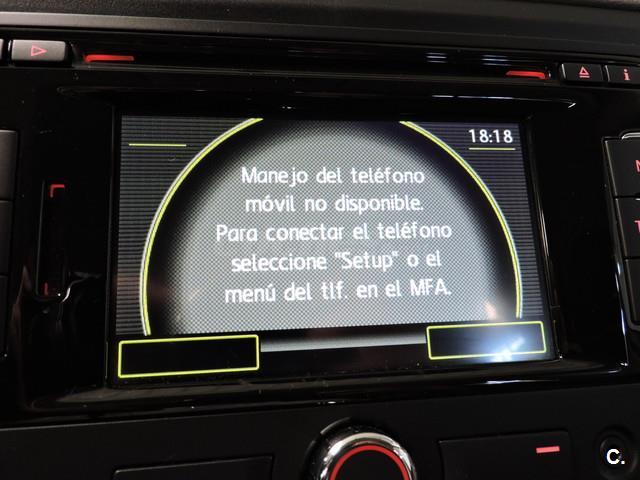 18:18
Manejo del teléfono
móvil no disponible.
Para conectar el teléfono
seleccione "Setup" o el
menú del tlf. en el MFA.
C.